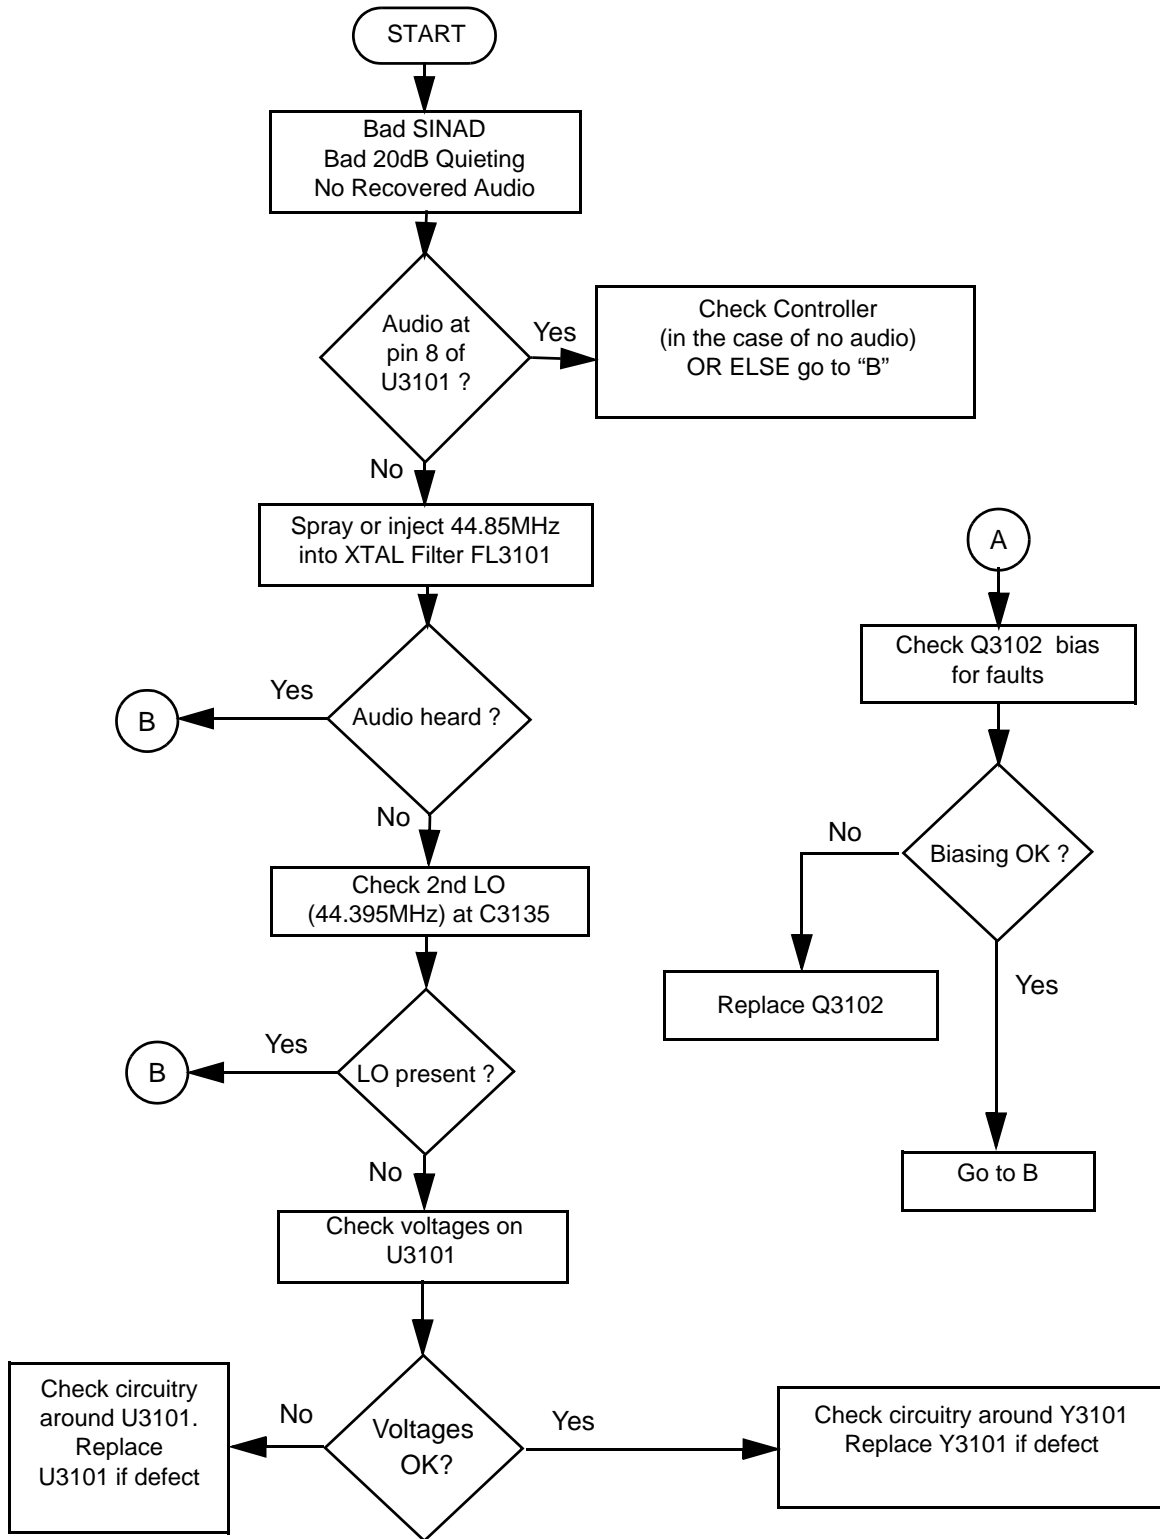 START
Bad SINAD
Bad 20dB Quieting
No Recovered Audio
Audio at
pin 8 of
U3101 ?
Yes
Check Controller
(in the case of no audio)
OR ELSE go to “B”
No
Spray or inject 44.85MHz
into XTAL Filter FL3101
Audio heard ?
Yes
B
No
Check 2nd LO
(44.395MHz) at C3135
LO present ?
Yes
B
No
Check voltages on
U3101
Voltages
OK?
No
Check circuitry
around U3101.
Replace
U3101 if defect
Yes
Check circuitry around Y3101
Replace Y3101 if defect
A
Check Q3102 bias
for faults
Biasing OK ?
No
Replace Q3102
Yes
Go to B